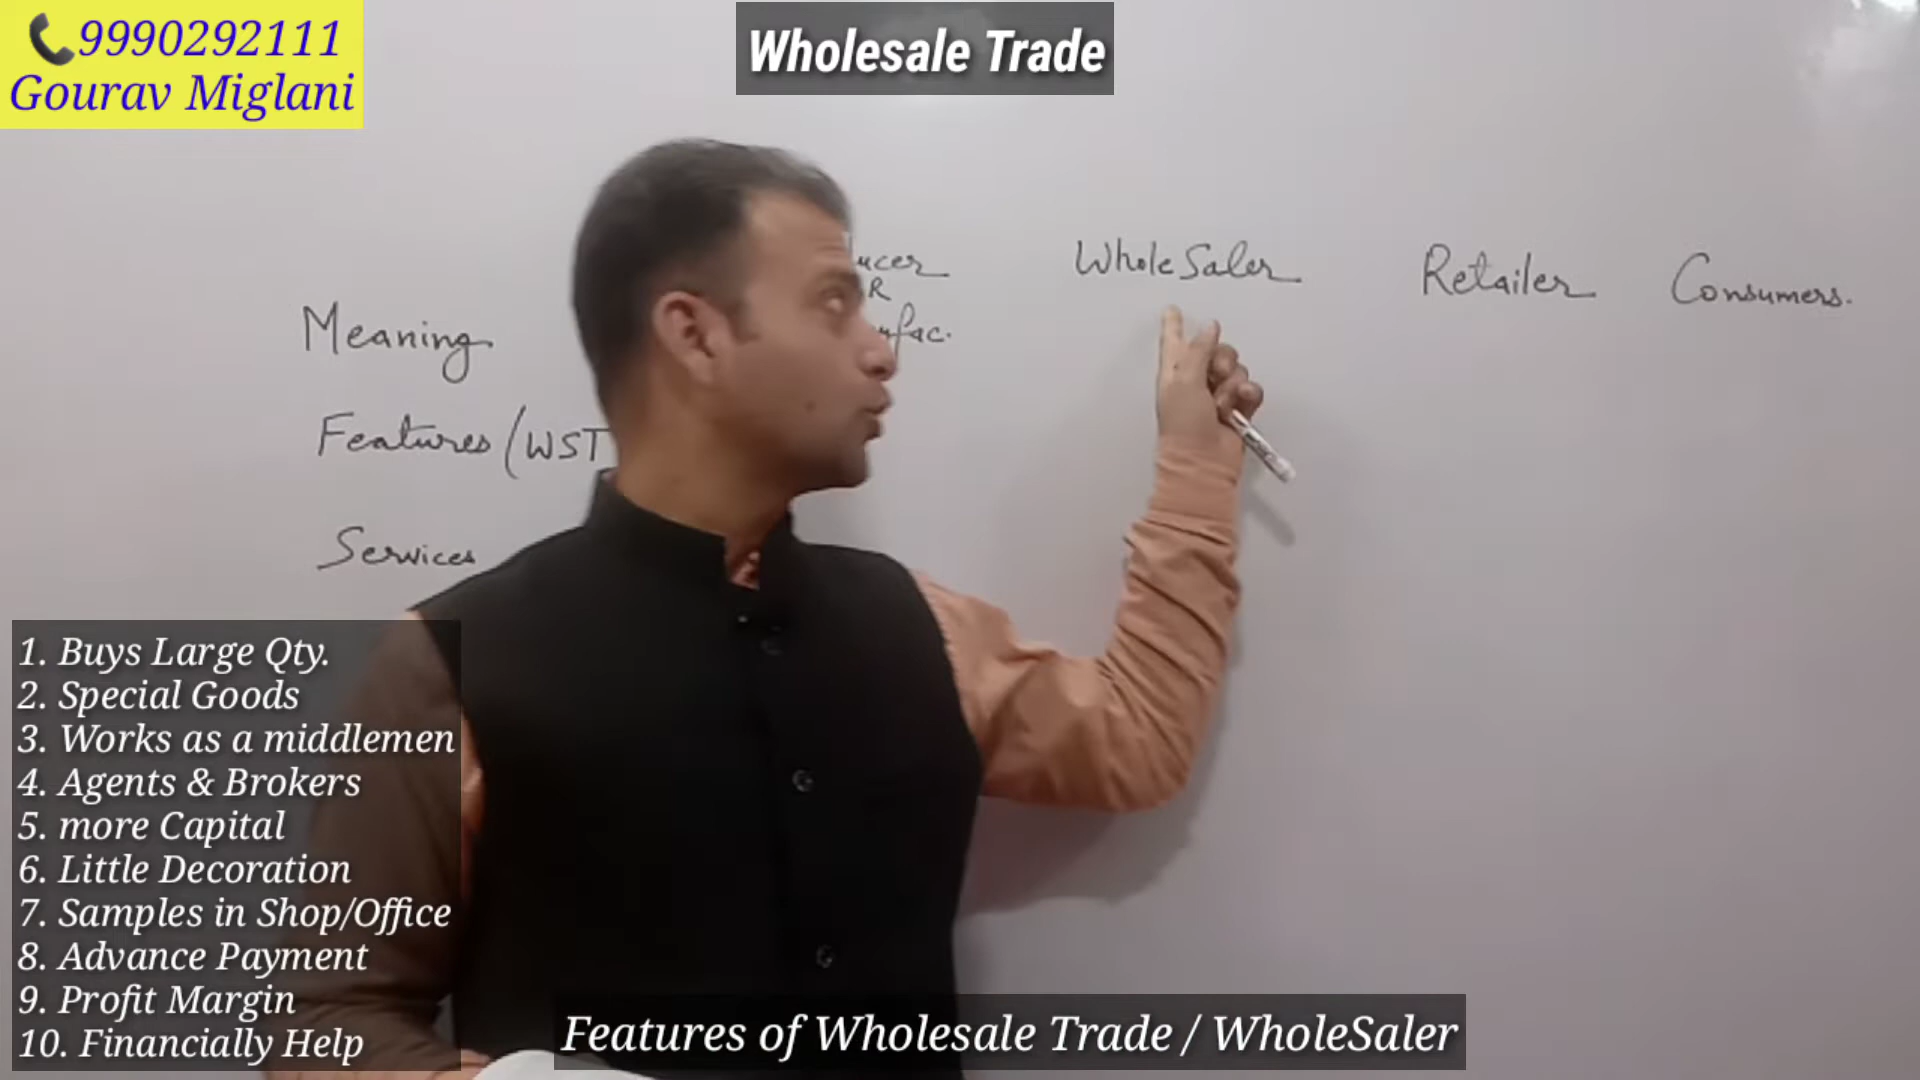 9990292111
Gourav Miglani
Wholesale Trade
WholeSaler
Retailer
Consumers.
Meaning
Features (WST
Services
1. Buys Large Qty.
2. Special Goods
3. Works as a middlemen
4. Agents & Brokers
5. more Capital
6. Little Decoration
7. Samples in Shop/Office
8. Advance Payment
9. Profit Margin
10. Financially Help
Features of Wholesale Trade / WholeSaler